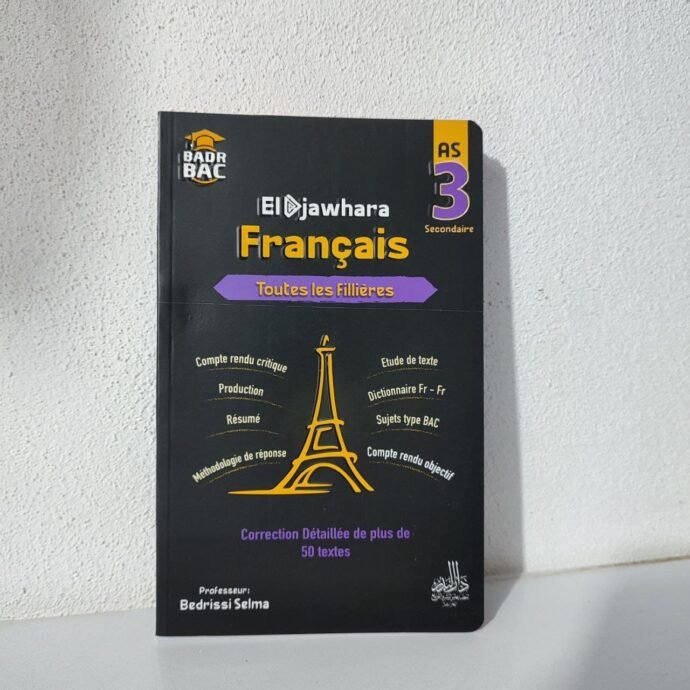 BADR
BAC
AS
3
Secondaire
El Djawhara
Français
Toutes les Fillières
Compte rendu critique
Production
Résumé
Méthodologie de réponse
Etude de texte
Dictionnaire Fr - Fr
Sujets type BAC
Compte rendu objectif
Correction Détaillée de plus de
50 textes
Professeur:
Bedrissi Selma